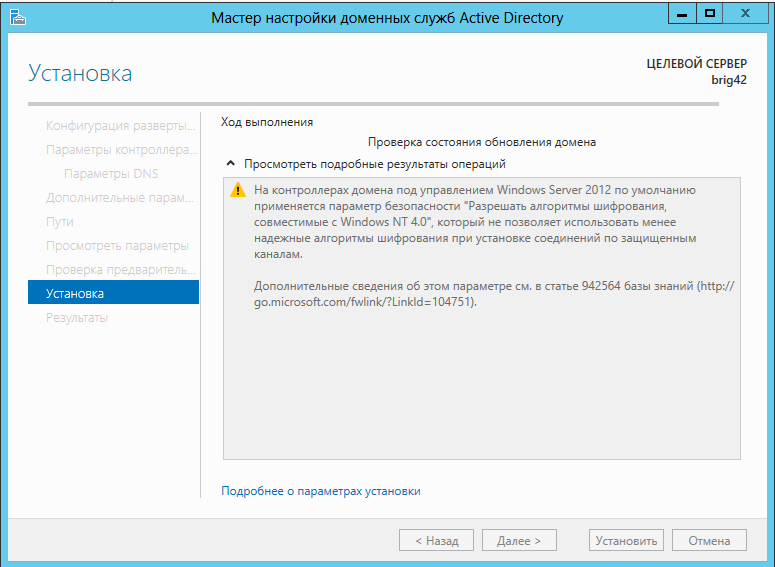 Мастер настройки доменных служб Active Directory
Установка
ЦЕЛЕВОЙ СЕРВЕР
brig42
Конфигурация разверты...
Параметры контроллера...
Параметры DNS
Дополнительные парам...
Пути
Просмотреть параметры
Проверка предваритель...
Установка
Результаты
Ход выполнения
Проверка состояния обновления домена
Просмотреть подробные результаты операций
На контроллерах домена под управлением Windows Server 2012 по умолчанию
применяется параметр безопасности "Разрешать алгоритмы шифрования,
совместимые с Windows NT 4.0", который не позволяет использовать менее
надежные алгоритмы шифрования при установке соединений по защищенным
каналам.
Дополнительные сведения об этом параметре см. в статье 942564 базы знаний (http://
go.microsoft.com/fwlink/?LinkId=104751).
Подробнее о параметрах установки
< Назад
Далее >
Установить
Отмена